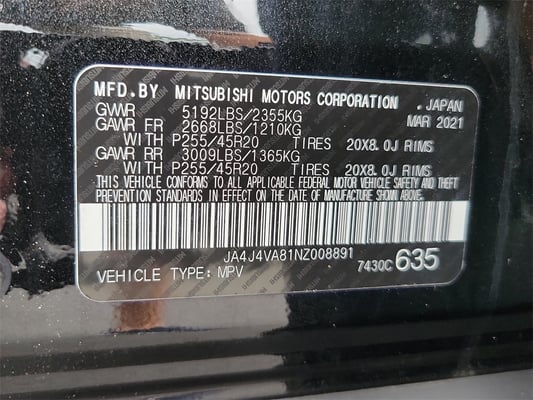 MFD.BY MITSUBISHI MOTORS CORPORATION . JAPAN
GVWR 5192LBS/2355KG MAR 2021
GAWR FR 2668LBS/1210KG
WITH P255/45R20 TIRES 20X8.0J RIMS
GAWR RR 3009LBS/1365KG
WITH P255/45R20 TIRES 20X8.0J RIMS
THIS VEHICLE CONFORMS TO ALL APPLICABLE FEDERAL MOTOR VEHICLE SAFETY AND THEFT
PREVENTION STANDARDS IN EFFECT ON THE DATE OF MANUFACTURE SHOWN ABOVE.
JA4J4VA81NZ008891
VEHICLE TYPE: MPV 7430C 635